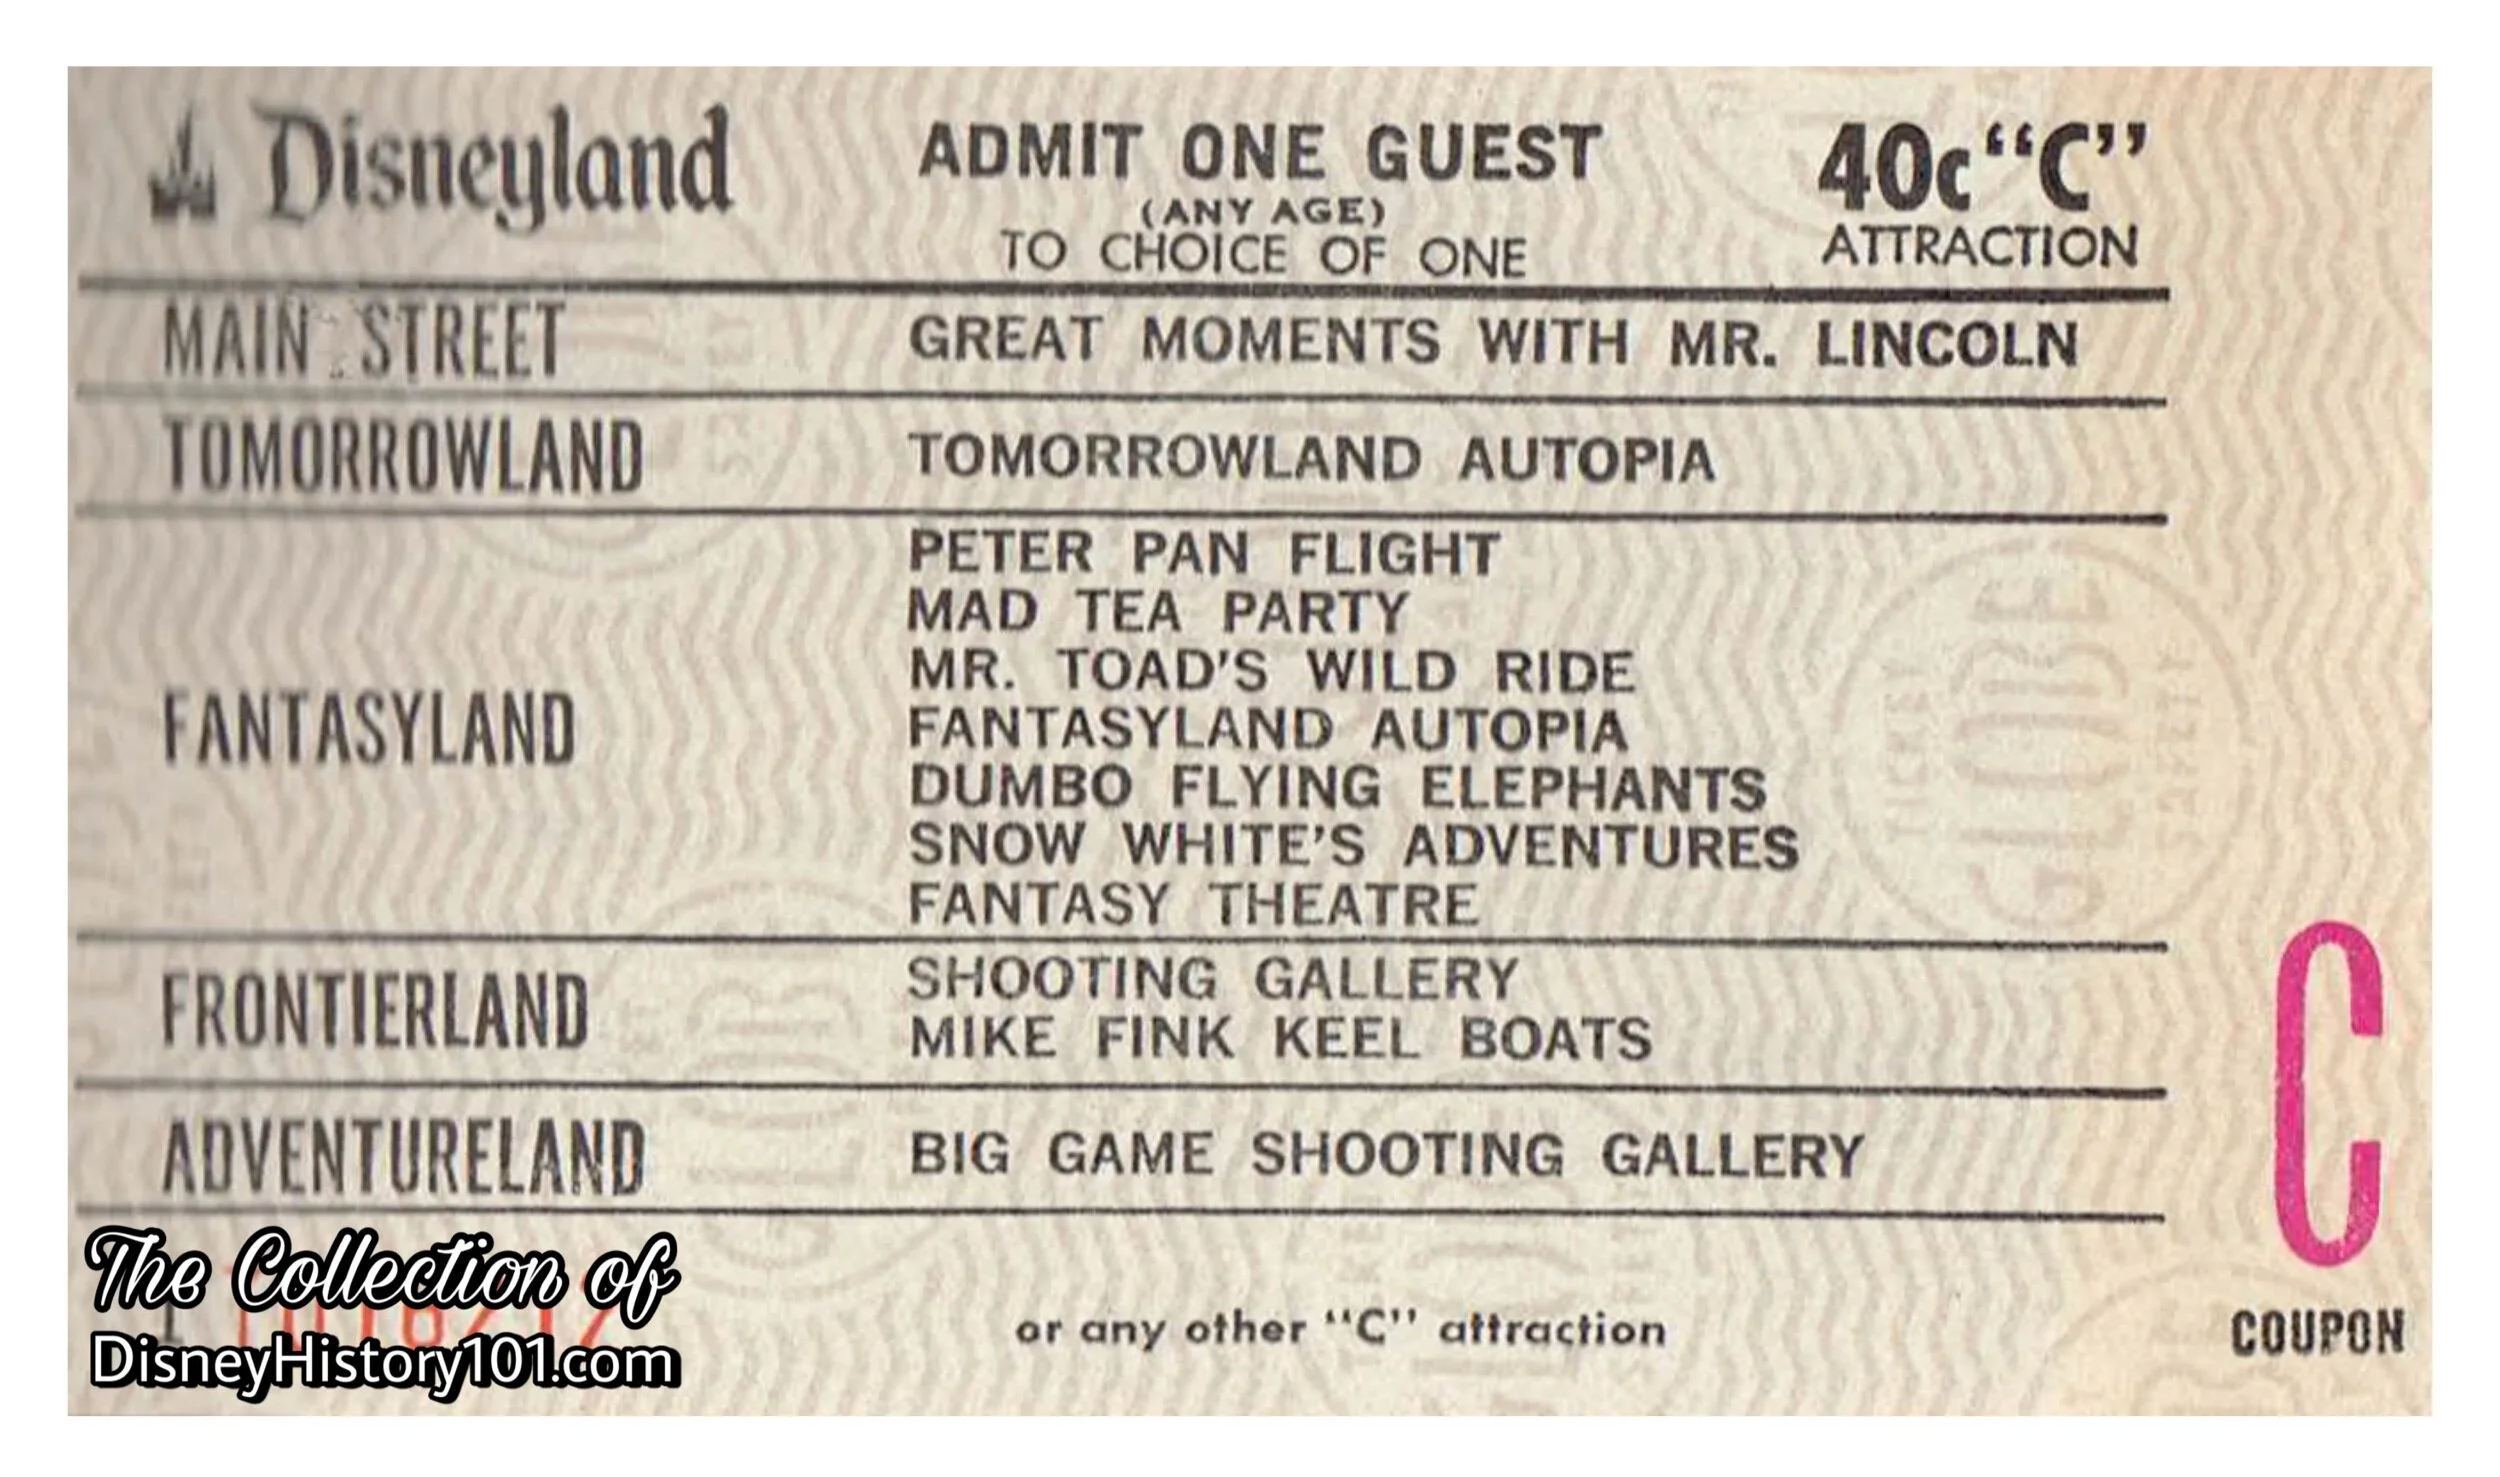 Disneyland
ADMIT ONE GUEST
(ANY AGE)
TO CHOICE OF ONE
40c "C"
ATTRACTION
MAIN STREET GREAT MOMENTS WITH MR. LINCOLN
TOMORROWLAND TOMORROWLAND AUTOPIA
FANTASYLAND
PETER PAN FLIGHT
MAD TEA PARTY
MR. TOAD'S WILD RIDE
FANTASYLAND AUTOPIA
DUMBO FLYING ELEPHANTS
SNOW WHITE'S ADVENTURES
FANTASY THEATRE
FRONTIERLAND
SHOOTING GALLERY
MIKE FINK KEEL BOATS
ADVENTURELAND BIG GAME SHOOTING GALLERY
or any other "C" attraction
C
COUPON
GLOBE
The Collection of
DisneyHistory101.com